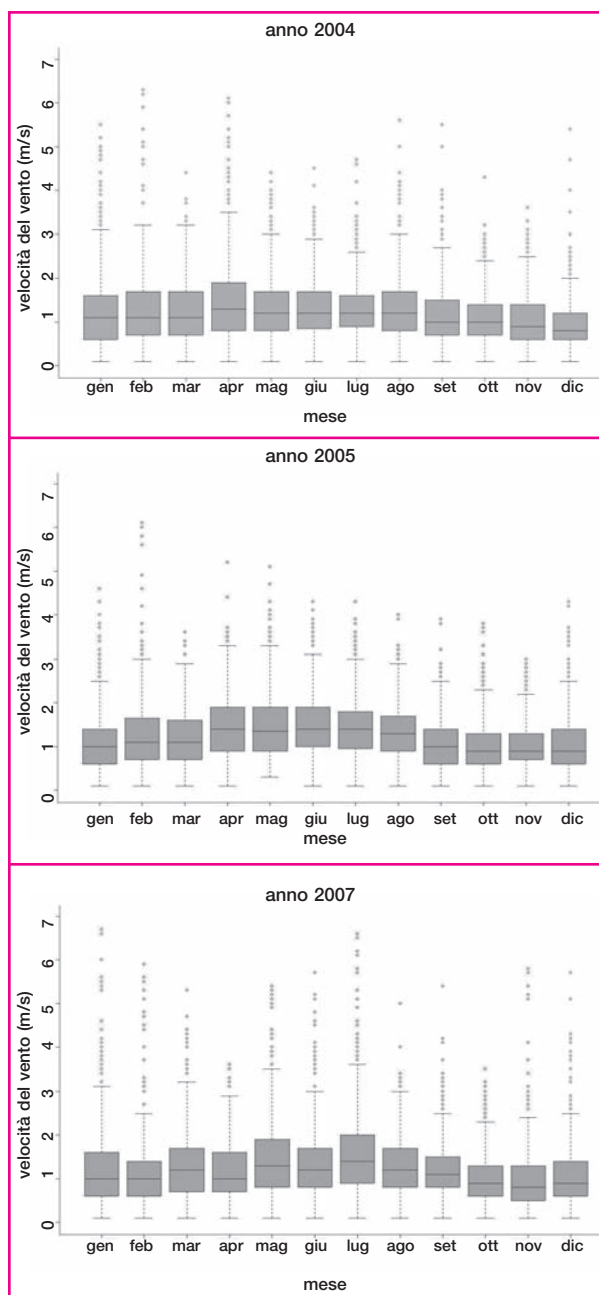 anno 2004
velocità del vento (m/s)
7
6
5
4
3
2
1
0
gen feb mar apr mag giu lug ago set ott nov dic
mese
anno 2005
velocità del vento (m/s)
7
6
5
4
3
2
1
0
gen feb mar apr mag giu lug ago set ott nov dic
mese
anno 2007
velocità del vento (m/s)
7
6
5
4
3
2
1
0
gen feb mar apr mag giu lug ago set ott nov dic
mese